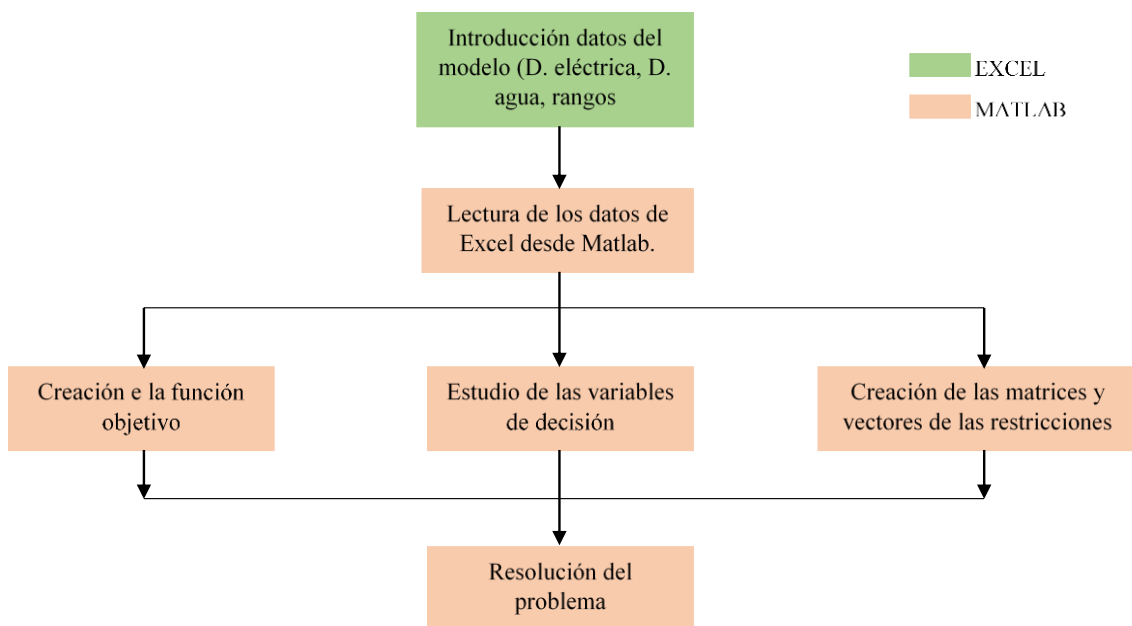 Introducción datos del
modelo (D. eléctrica, D.
agua, rangos
EXCEL
MATLAB
Lectura de los datos de
Excel desde Matlab.
Creación e la función
objetivo
Estudio de las variables
de decisión
Creación de las matrices y
vectores de las restricciones
Resolución del
problema